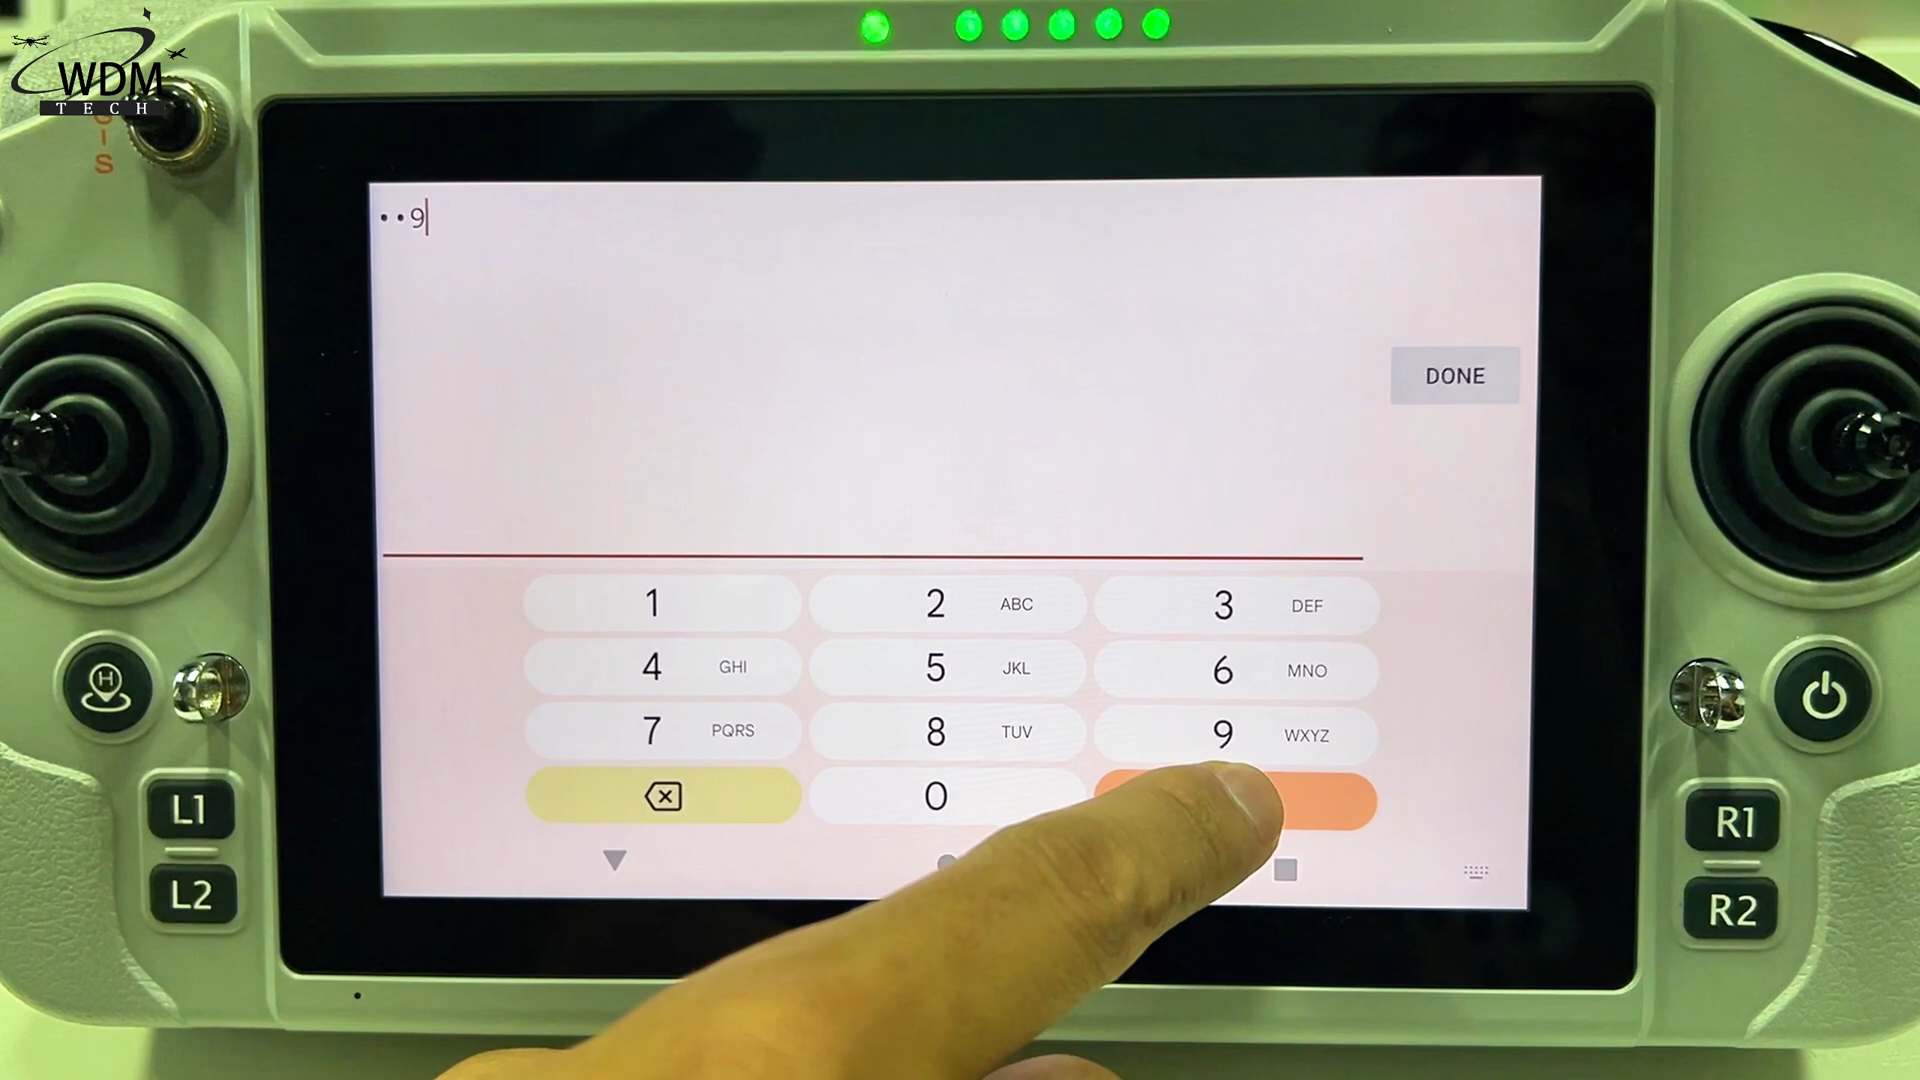 WDM
TECH
G
I
S
••9
DONE
1
2 ABC
3 DEF
4 GHI
5 JKL
6 MNO
7 PQRS
8 TUV
9 WXYZ
0
H
L1
L2
R1
R2